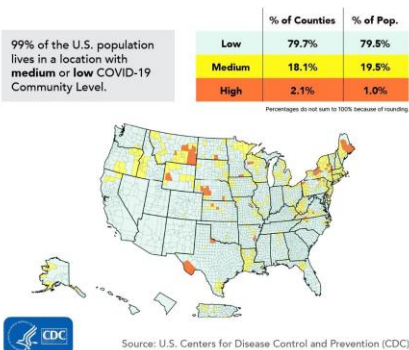 99% of the U.S. population
lives in a location with
medium or low COVID-19
Community Level.
% of Counties % of Pop.
Low 79.7% 79.5%
Medium 18.1% 19.5%
High 2.1% 1.0%
Percentages do not sum to 100% because of rounding.
CDC
Source: U.S. Centers for Disease Control and Prevention (CDC)